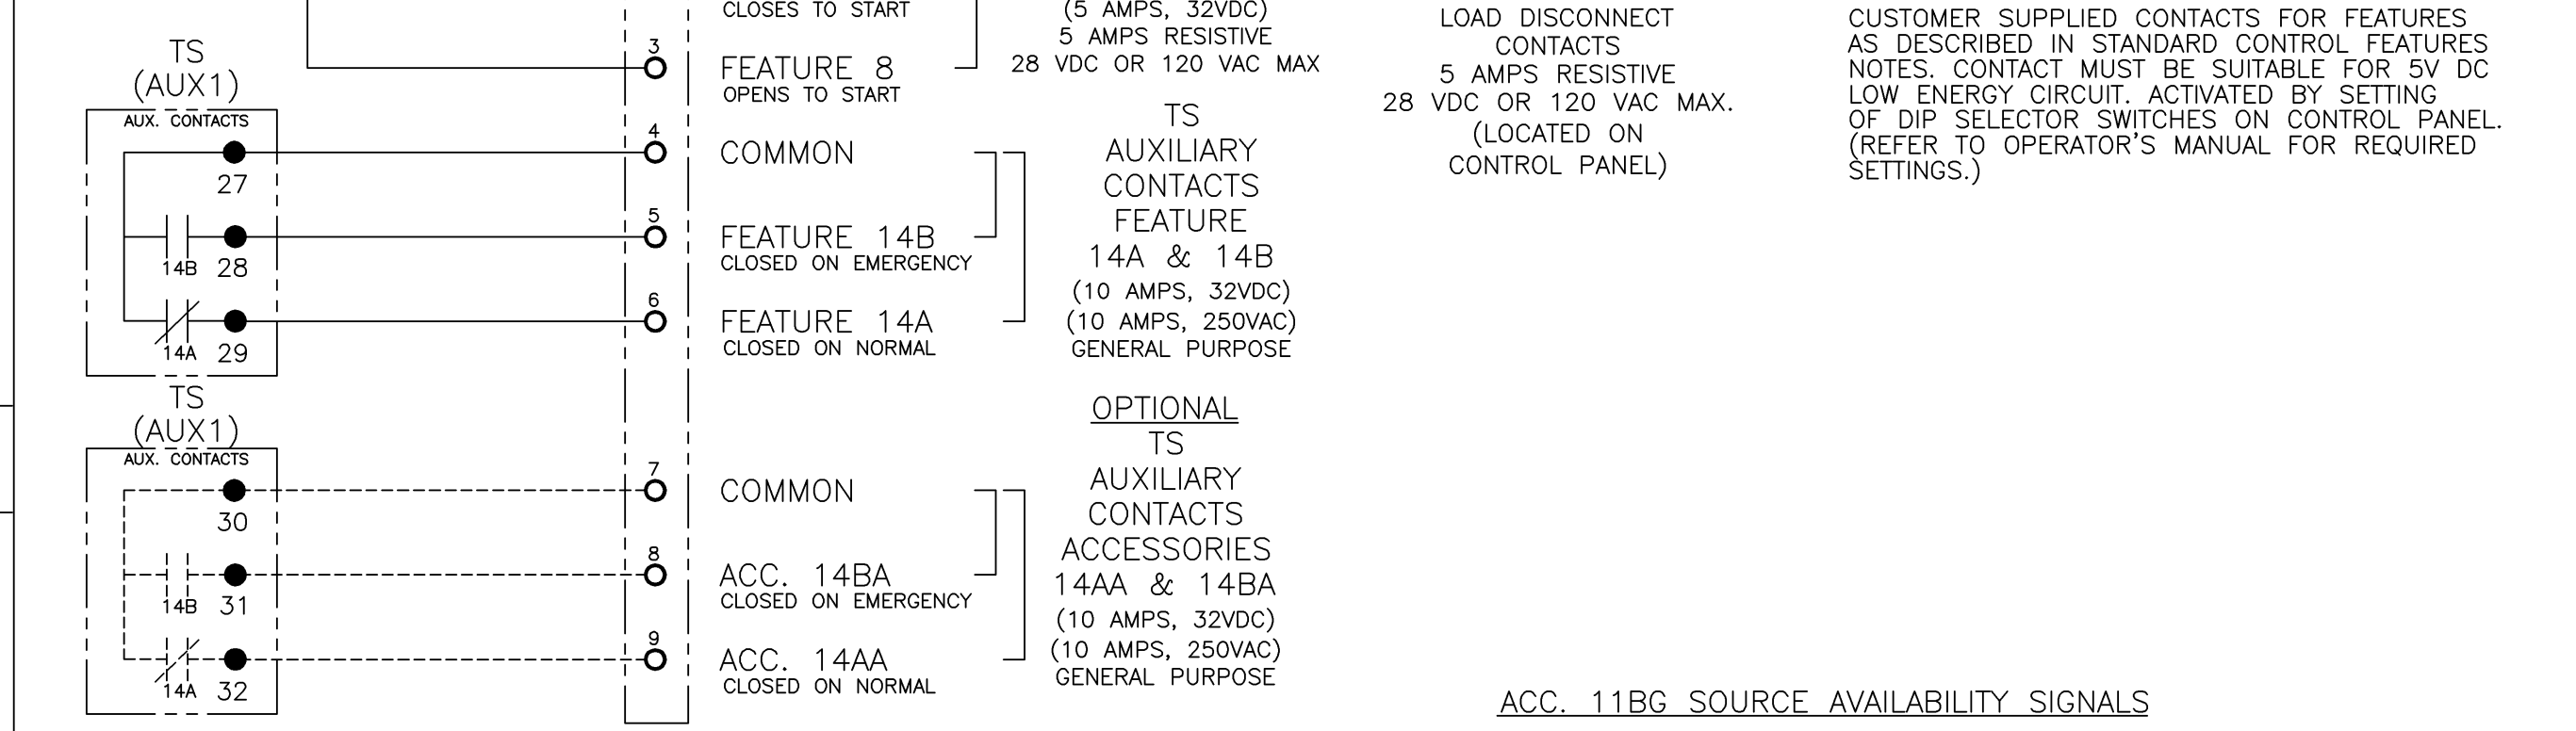 CLOSES TO START
3
FEATURE 8
OPENS TO START
(5 AMPS, 32VDC)
5 AMPS RESISTIVE
28 VDC OR 120 VAC MAX
LOAD DISCONNECT
CONTACTS
5 AMPS RESISTIVE
28 VDC OR 120 VAC MAX.
(LOCATED ON
CONTROL PANEL)
CUSTOMER SUPPLIED CONTACTS FOR FEATURES
AS DESCRIBED IN STANDARD CONTROL FEATURES
NOTES. CONTACT MUST BE SUITABLE FOR 5V DC
LOW ENERGY CIRCUIT. ACTIVATED BY SETTING
OF DIP SELECTOR SWITCHES ON CONTROL PANEL.
(REFER TO OPERATOR'S MANUAL FOR REQUIRED
SETTINGS.)
TS
(AUX1)
AUX. CONTACTS
27
14B 28
14A 29
4
COMMON
5
FEATURE 14B
CLOSED ON EMERGENCY
6
FEATURE 14A
CLOSED ON NORMAL
TS
AUXILIARY
CONTACTS
FEATURE
14A & 14B
(10 AMPS, 32VDC)
(10 AMPS, 250VAC)
GENERAL PURPOSE
TS
(AUX1)
AUX. CONTACTS
30
14B 31
14A 32
7
COMMON
8
ACC. 14BA
CLOSED ON EMERGENCY
9
ACC. 14AA
CLOSED ON NORMAL
OPTIONAL
TS
AUXILIARY
CONTACTS
ACCESSORIES
14AA & 14BA
(10 AMPS, 32VDC)
(10 AMPS, 250VAC)
GENERAL PURPOSE
ACC. 11BG SOURCE AVAILABILITY SIGNALS